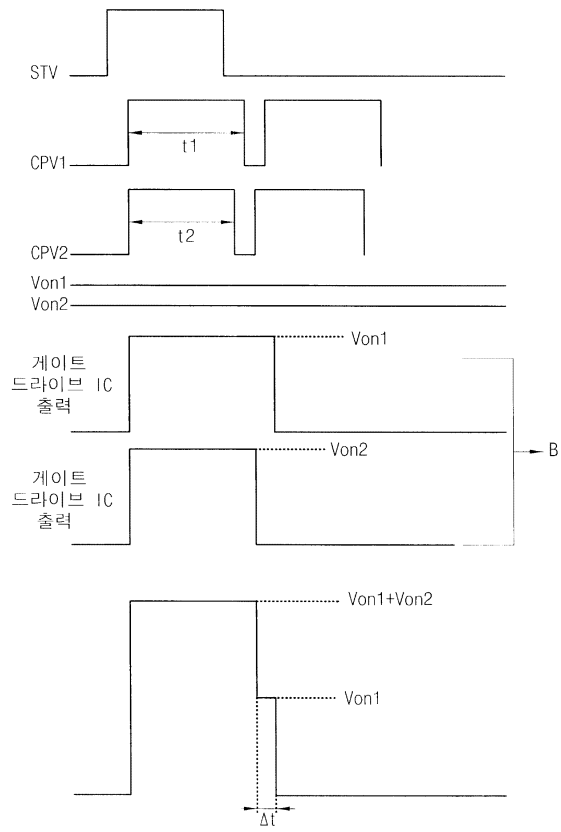 STV
t1
CPV1
t2
CPV2
Von1
Von2
Von1
게이트
드라이브 IC
출력
B
Von2
게이트
드라이브 IC
출력
Von1+Von2
Von1
Δt